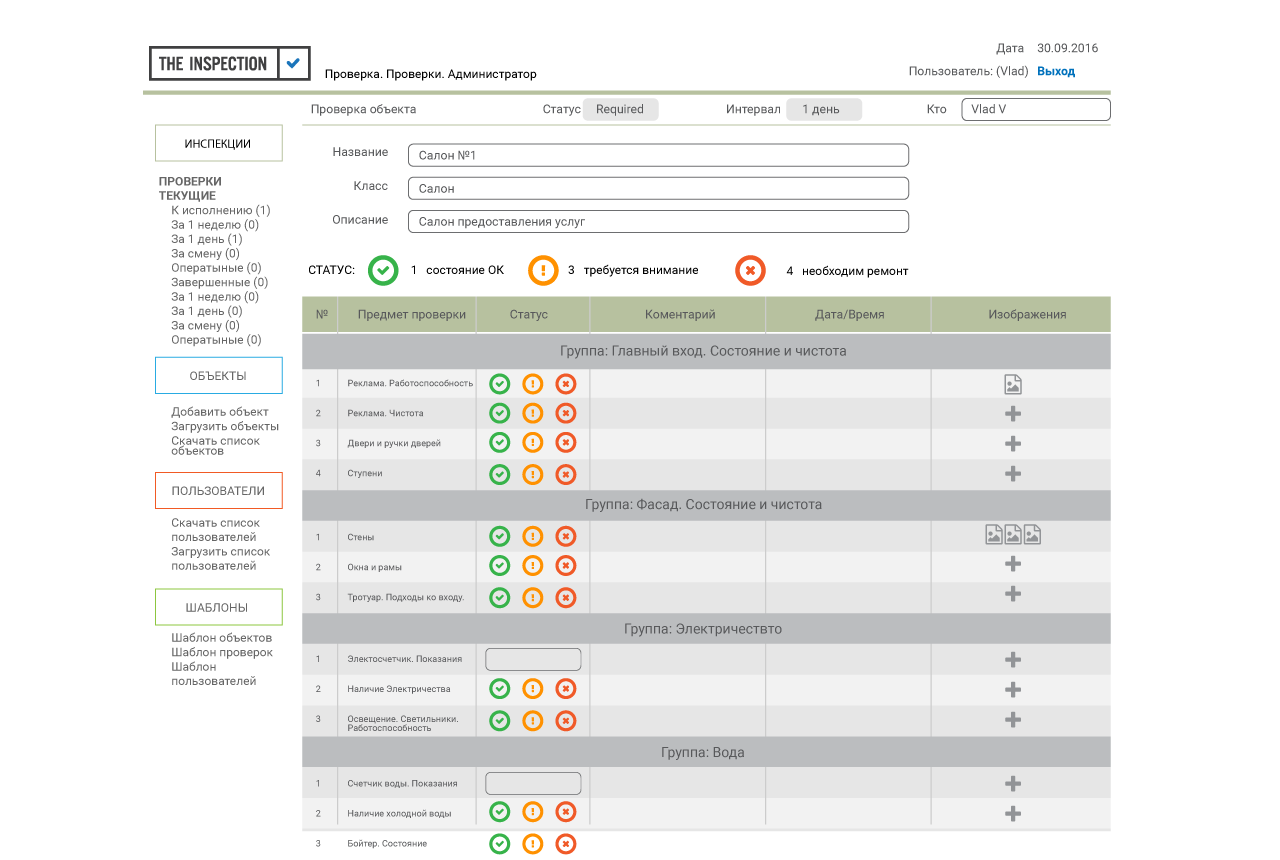 THE INSPECTION
Проверка. Проверки. Администратор
Дата 30.09.2016
Пользователь: (Vlad) Выход
Проверка объекта Статус Required Интервал 1 день Кто Vlad V
ИНСПЕКЦИИ
ПРОВЕРКИ
ТЕКУЩИЕ
К исполнению (1)
За 1 неделю (0)
За 1 день (1)
За смену (0)
Оператыные (0)
Завершенные (0)
За 1 неделю (0)
За 1 день (0)
За смену (0)
Оператыные (0)
ОБЪЕКТЫ
Добавить объект
Загрузить объекты
Скачать список
объектов
ПОЛЬЗОВАТЕЛИ
Скачать список
пользователей
Загрузить список
пользователей
ШАБЛОНЫ
Шаблон объектов
Шаблон проверок
Шаблон
пользователей
Название Салон №1
Класс Салон
Описание Салон предоставления услуг
СТАТУС: 1 состояние ОК 3 требуется внимание 4 необходим ремонт
№ Предмет проверки Статус Коментарий Дата/Время Изображения
Группа: Главный вход. Состояние и чистота
1 Реклама. Работоспособность
2 Реклама. Чистота
3 Двери и ручки дверей
4 Ступени
Группа: Фасад. Состояние и чистота
1 Стены
2 Окна и рамы
3 Тротуар. Подходы ко входу.
Группа: Электричествто
1 Электосчетчик. Показания
2 Наличие Электричества
3 Освещение. Светильники.
Работоспособность
Группа: Вода
1 Счетчик воды. Показания
2 Наличие холодной воды
3 Бойтер. Состояние